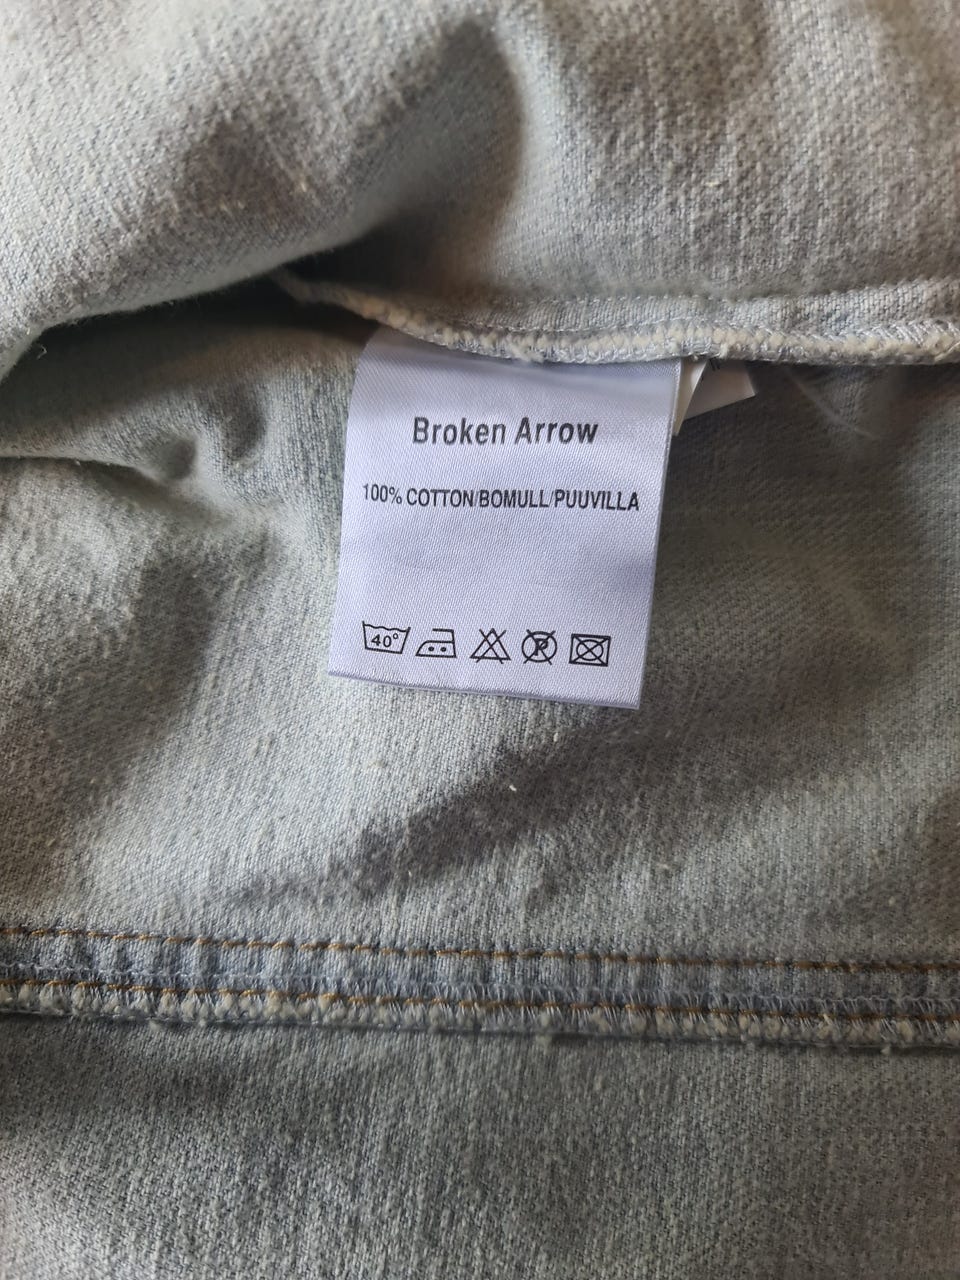 Broken Arrow
100% COTTON/BOMULL/PUUVILLA
40°
P